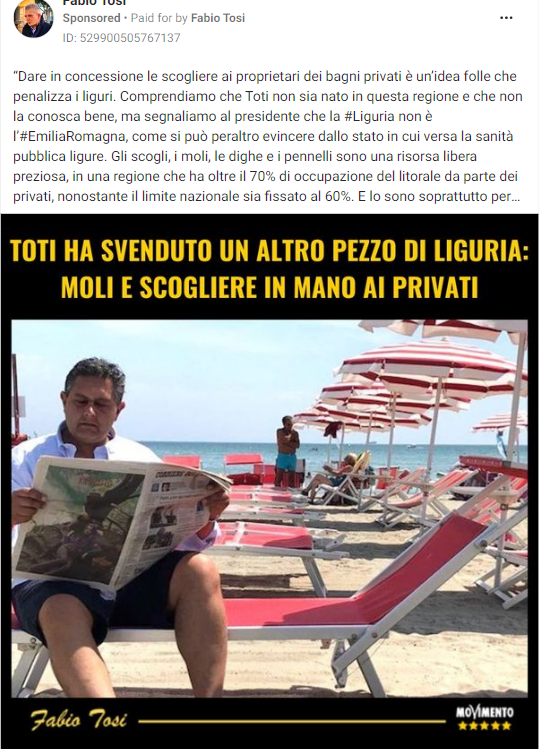 Fabio Tosi
Sponsored • Paid for by Fabio Tosi
ID: 529900505767137
“Dare in concessione le scogliere ai proprietari dei bagni privati è un’idea folle che
penalizza i liguri. Comprendiamo che Toti non sia nato in questa regione e che non
la conosca bene, ma segnaliamo al presidente che la #Liguria non è
l’#EmiliaRomagna, come si può peraltro evincere dallo stato in cui versa la sanità
pubblica ligure. Gli scogli, i moli, le dighe e i pennelli sono una risorsa libera
preziosa, in una regione che ha oltre il 70% di occupazione del litorale da parte dei
privati, nonostante il limite nazionale sia fissato al 60%. E lo sono soprattutto per...
TOTI HA SVENDUTO UN ALTRO PEZZO DI LIGURIA:
MOLI E SCOGLIERE IN MANO AI PRIVATI
Fabio Tosi
MOVIMENTO